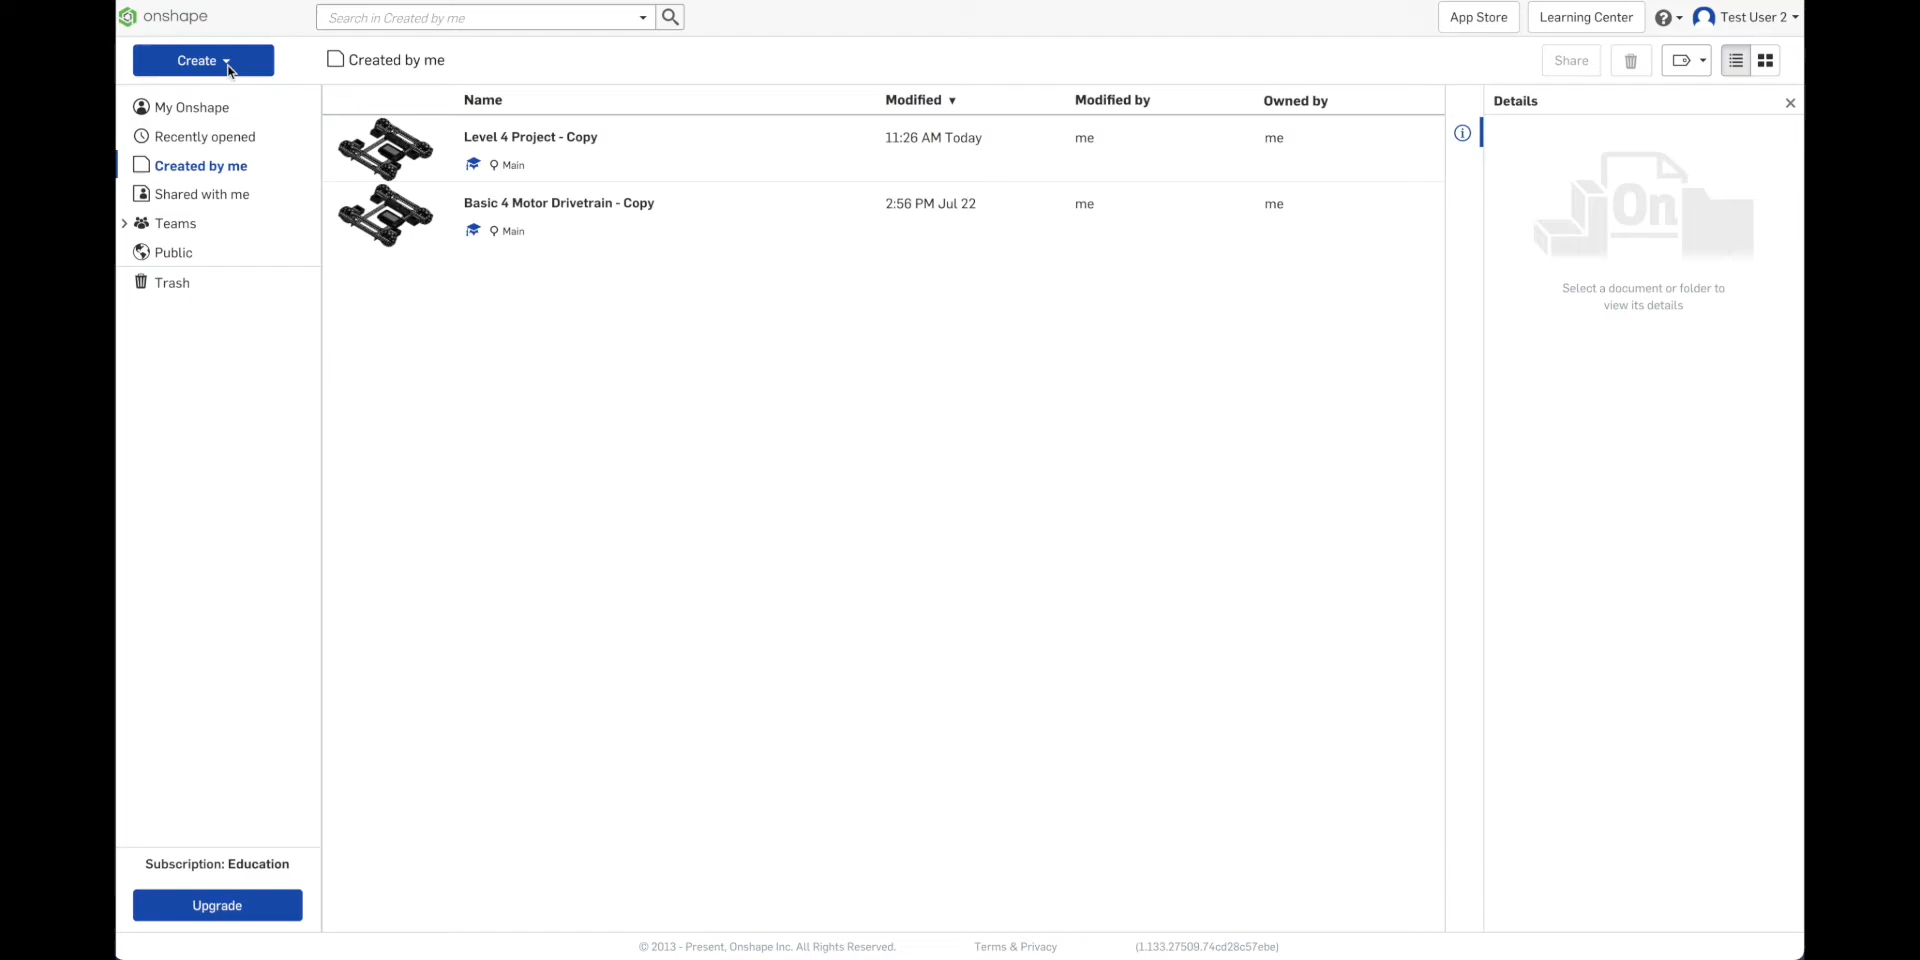 onshape
Search in Created by me
App Store
Learning Center
Test User 2
Create
Created by me
Share
My Onshape
Recently opened
Created by me
Shared with me
Teams
Public
Trash
Name
Modified
Modified by
Owned by
Level 4 Project - Copy
11:26 AM Today
me
me
Main
Basic 4 Motor Drivetrain - Copy
2:56 PM Jul 22
me
me
Main
Details
On
Select a document or folder to
view its details
Subscription: Education
Upgrade
© 2013 - Present, Onshape Inc. All Rights Reserved.
Terms & Privacy
(1.133.27509.74cd28c57ebe)